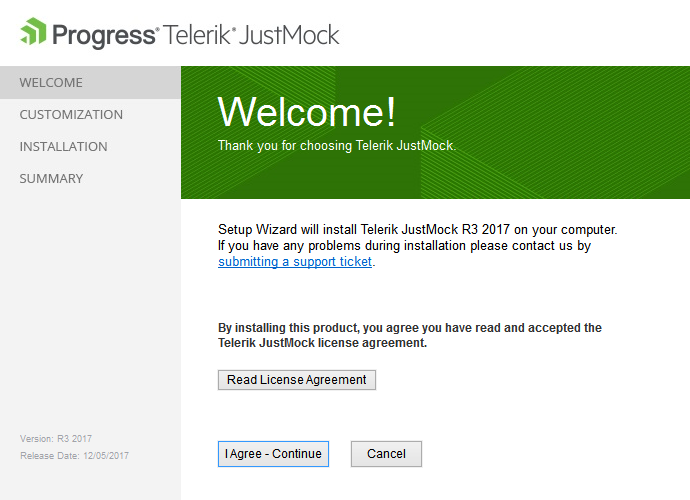 Progress® Telerik® JustMock
WELCOME
CUSTOMIZATION
INSTALLATION
SUMMARY
Version: R3 2017
Release Date: 12/05/2017
Welcome!
Thank you for choosing Telerik JustMock.
Setup Wizard will install Telerik JustMock R3 2017 on your computer.
If you have any problems during installation please contact us by
submitting a support ticket.
By installing this product, you agree you have read and accepted the
Telerik JustMock license agreement.
Read License Agreement
I Agree - Continue
Cancel